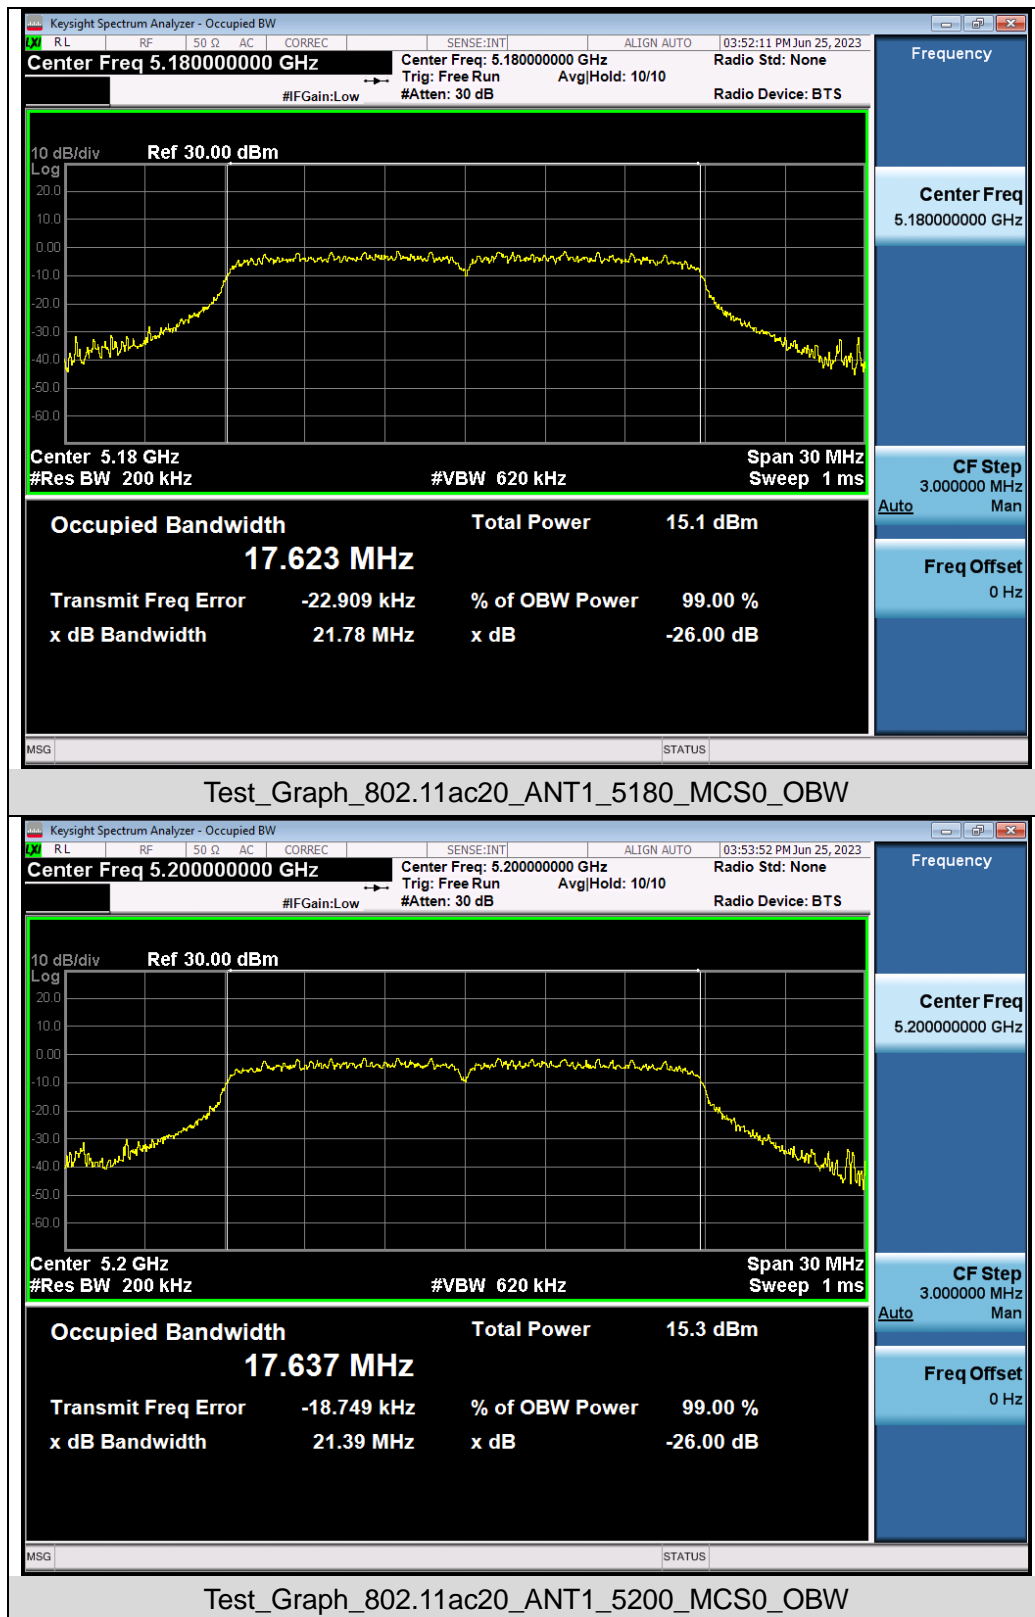 Keysight Spectrum Analyzer - Occupied BW
LXI RL RF 50 Ω AC CORREC SENSE:INT ALIGN AUTO 03:52:11 PM Jun 25, 2023
Center Freq 5.180000000 GHz
Center Freq: 5.180000000 GHz
Radio Std: None
Trig: Free Run Avg|Hold: 10/10
#IFGain:Low
#Atten: 30 dB
Radio Device: BTS
Frequency
10 dB/div Ref 30.00 dBm
Log
20.0
10.0
0.00
-10.0
-20.0
-30.0
-40.0
-50.0
-60.0
Center Freq
5.180000000 GHz
Center 5.18 GHz Span 30 MHz
#Res BW 200 kHz #VBW 620 kHz Sweep 1 ms
CF Step
3.000000 MHz
Auto Man
Freq Offset
0 Hz
Occupied Bandwidth Total Power 15.1 dBm
17.623 MHz
Transmit Freq Error -22.909 kHz % of OBW Power 99.00 %
x dB Bandwidth 21.78 MHz x dB -26.00 dB
MSG STATUS
Test_Graph_802.11ac20_ANT1_5180_MCS0_OBW
Keysight Spectrum Analyzer - Occupied BW
LXI RL RF 50 Ω AC CORREC SENSE:INT ALIGN AUTO 03:53:52 PM Jun 25, 2023
Center Freq 5.200000000 GHz
Center Freq: 5.200000000 GHz
Radio Std: None
Trig: Free Run Avg|Hold: 10/10
#IFGain:Low
#Atten: 30 dB
Radio Device: BTS
Frequency
10 dB/div Ref 30.00 dBm
Log
20.0
10.0
0.00
-10.0
-20.0
-30.0
-40.0
-50.0
-60.0
Center Freq
5.200000000 GHz
Center 5.2 GHz Span 30 MHz
#Res BW 200 kHz #VBW 620 kHz Sweep 1 ms
CF Step
3.000000 MHz
Auto Man
Freq Offset
0 Hz
Occupied Bandwidth Total Power 15.3 dBm
17.637 MHz
Transmit Freq Error -18.749 kHz % of OBW Power 99.00 %
x dB Bandwidth 21.39 MHz x dB -26.00 dB
MSG STATUS
Test_Graph_802.11ac20_ANT1_5200_MCS0_OBW